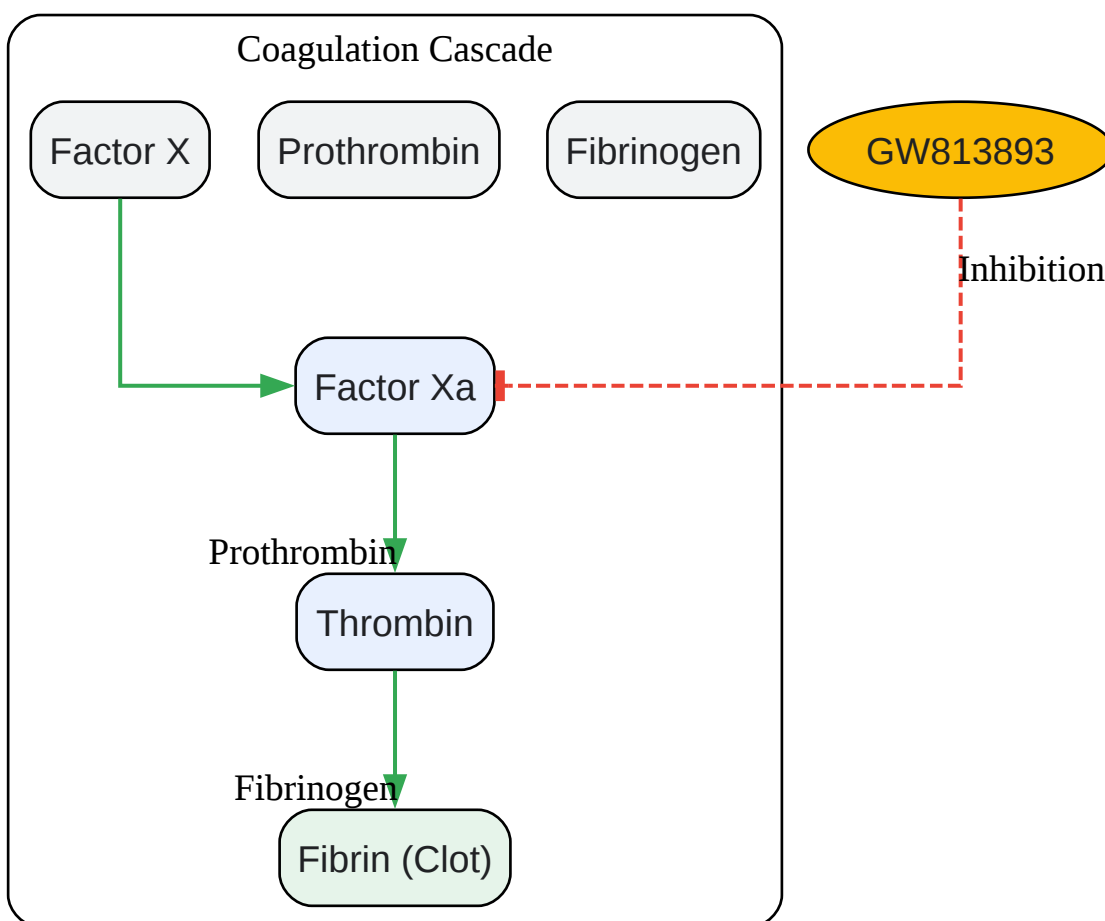 Coagulation Cascade
Factor X
Prothrombin
Fibrinogen
GW813893
Inhibition
Factor Xa
Prothrombin
Thrombin
Fibrinogen
Fibrin (Clot)